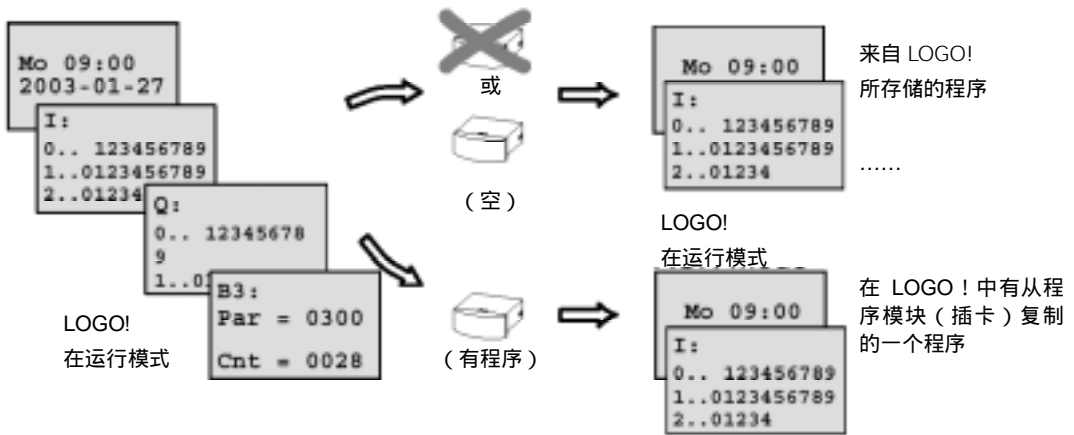 Mo 09:00
2003-01-27
I:
0.. 123456789
1..0123456789
2..01234
Q:
0.. 12345678
9
1..01
B3:
Par = 0300
Cnt = 0028
LOGO!
在运行模式
或
（空）
（有程序）
Mo 09:00
I:
0.. 123456789
1..0123456789
2..01234
来自 LOGO!
所存储的程序
……
LOGO!
在运行模式
Mo 09:00
I:
0.. 123456789
1..0123456789
2..01234
在 LOGO！中有从程
序模块（插卡）复制
的一个程序